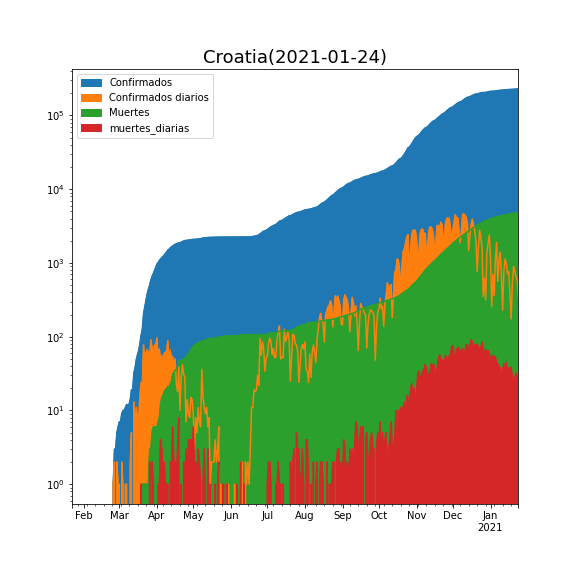 Croatia(2021-01-24)
Confirmados
Confirmados diarios
Muertes
muertes_diarias
10⁵
10⁴
10³
10²
10¹
10⁰
Feb Mar Apr May Jun Jul Aug Sep Oct Nov Dec Jan
2021